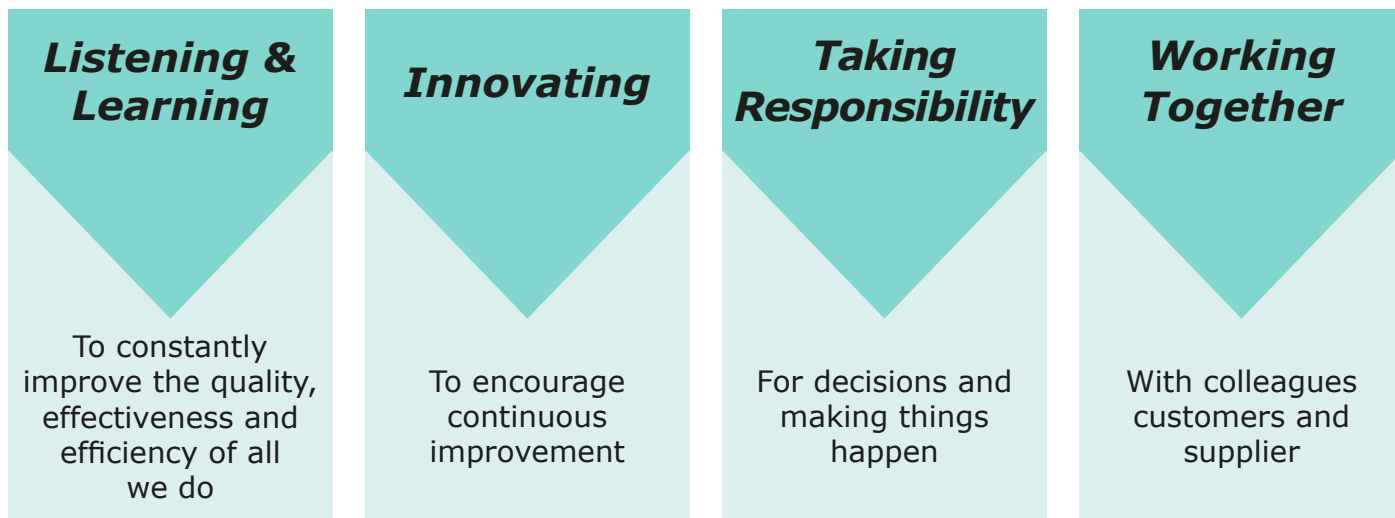 Listening &
Learning
To constantly
improve the quality,
effectiveness and
efficiency of all
we do
Innovating
To encourage
continuous
improvement
Taking
Responsibility
For decisions and
making things
happen
Working
Together
With colleagues
customers and
supplier